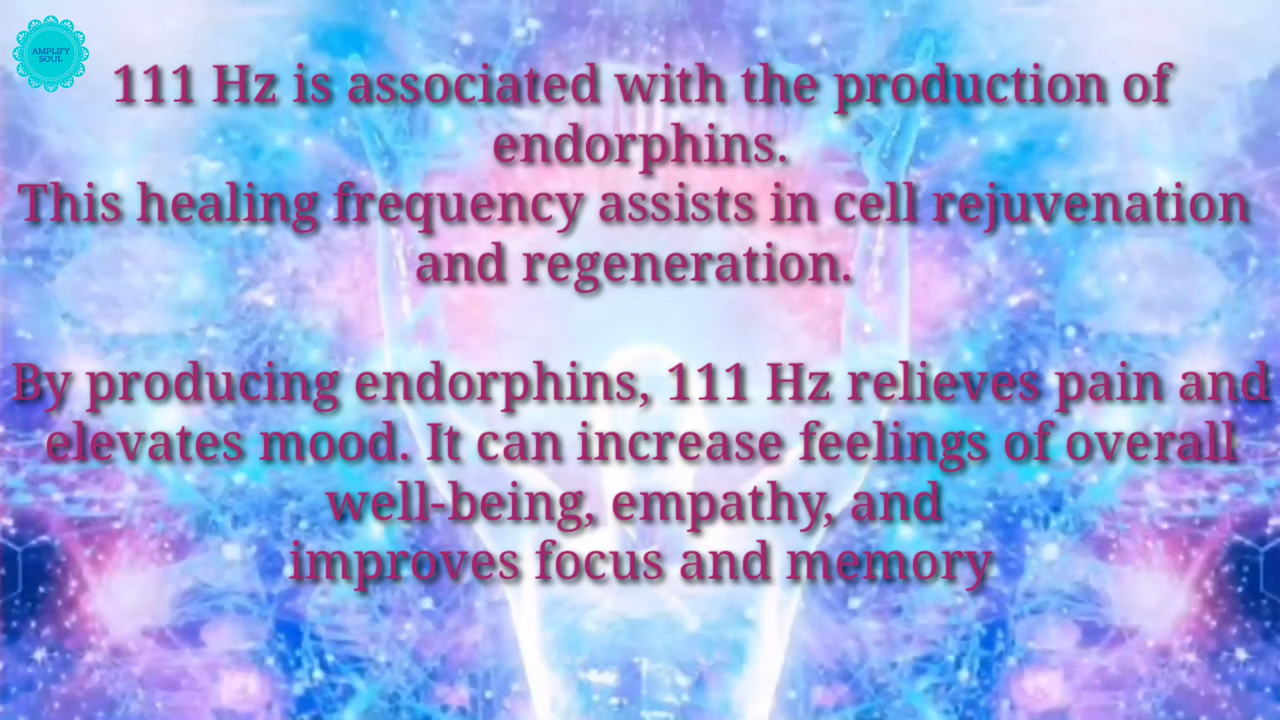 AMPLIFY
SOUL
111 Hz is associated with the production of
endorphins.
This healing frequency assists in cell rejuvenation
and regeneration.
By producing endorphins, 111 Hz relieves pain and
elevates mood. It can increase feelings of overall
well-being, empathy, and
improves focus and memory